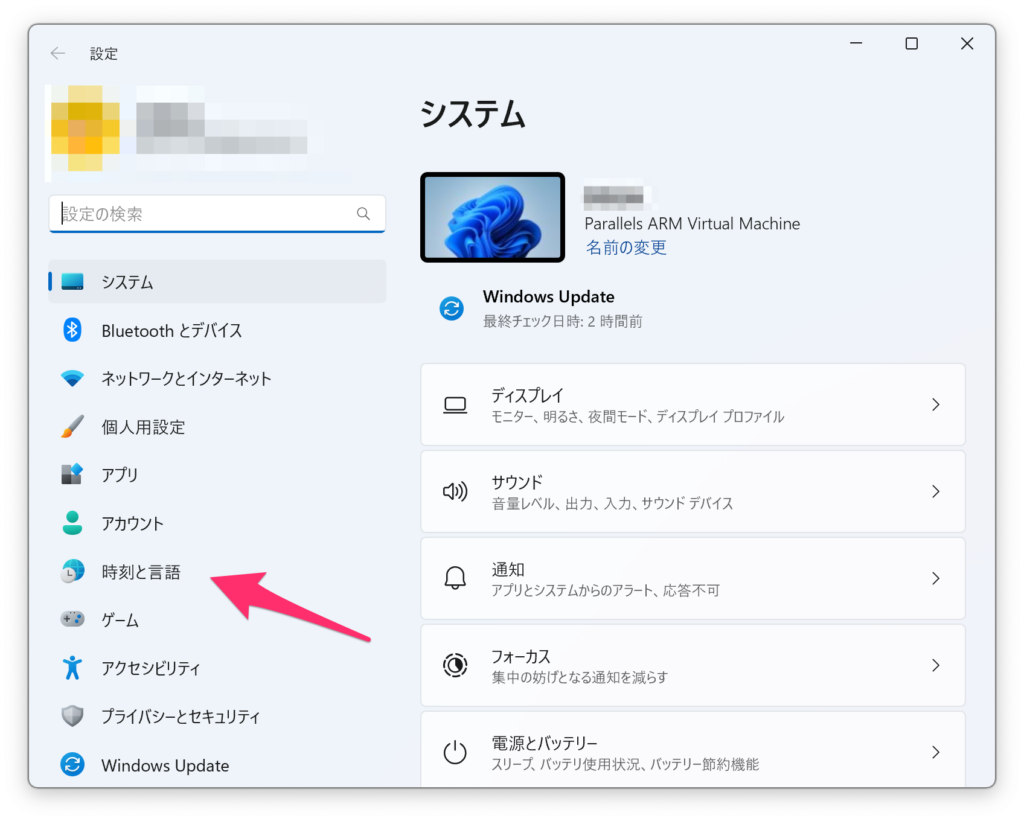 設定
設定の検索
システム
Bluetooth とデバイス
ネットワークとインターネット
個人用設定
アプリ
アカウント
時刻と言語
ゲーム
アクセシビリティ
プライバシーとセキュリティ
Windows Update
システム
Parallels ARM Virtual Machine
名前の変更
Windows Update
最終チェック日時: 2 時間前
ディスプレイ
モニター、明るさ、夜間モード、ディスプレイ プロファイル
サウンド
音量レベル、出力、入力、サウンド デバイス
通知
アプリとシステムからのアラート、応答不可
フォーカス
集中の妨げとなる通知を減らす
電源とバッテリー
スリープ、バッテリ使用状況、バッテリー節約機能